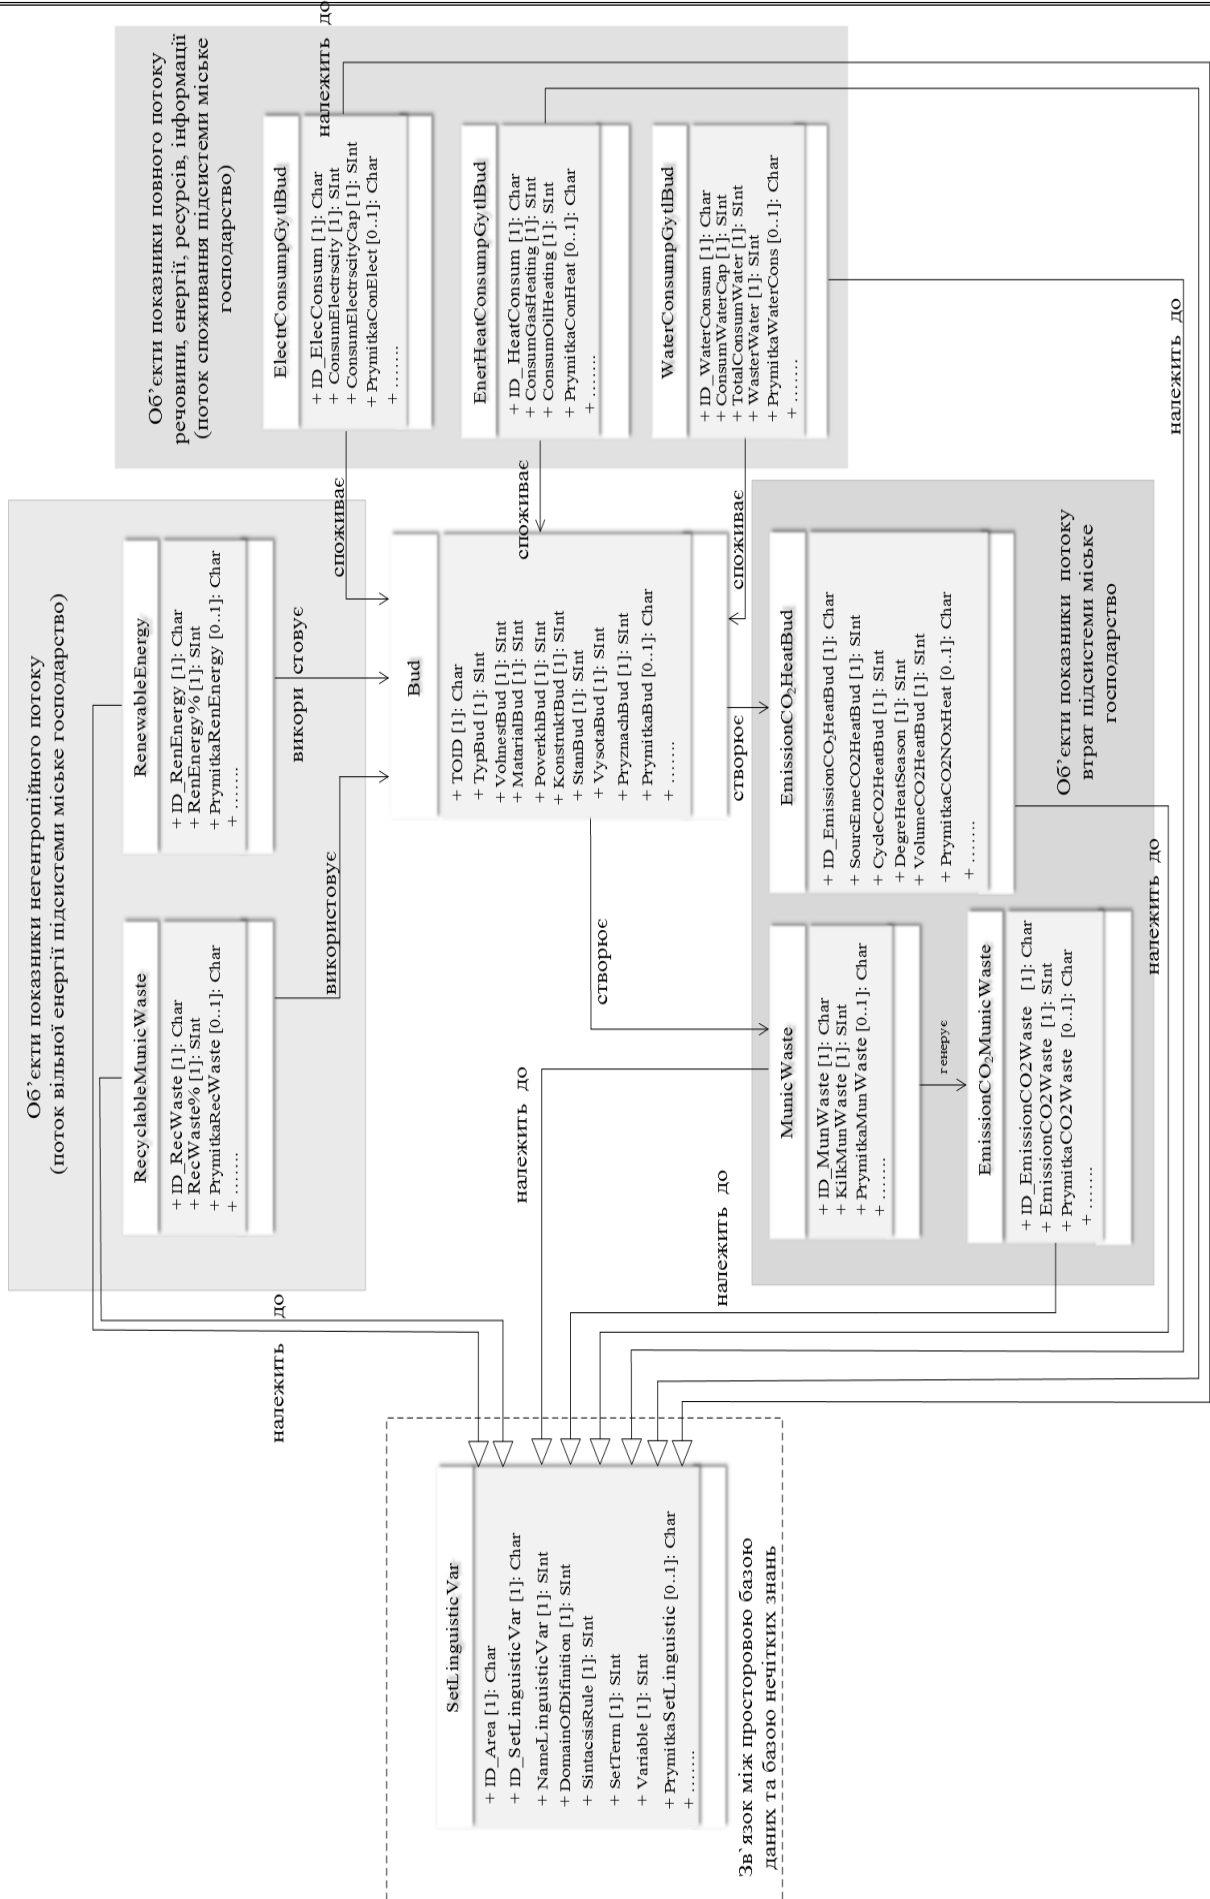 Об’єкти показники негентропійного потоку
(поток вільної енергії підсистеми міське господарство)
RecyclableMunicWaste
+ ID_RecWaste [1]: Char
+ RecWaste% [1]: SInt
+ PrymitkaRecWaste [0..1]: Char
+ …….
RenewableEnergy
+ ID_RenEnergy [1]: Char
+ RenEnergy% [1]: SInt
+ PrymitkaRenEnergy [0..1]: Char
+ …….
Об’єкти показники повного потоку
речовини, енергії, ресурсів, інформації
(поток споживання підсистеми міське
господарство)
ElectrConsumpGytlBud
+ ID_ElecConsum [1]: Char
+ ConsumElectrscity [1]: SInt
+ ConsumElectrscityCap [1]: SInt
+ PrymitkaConElect [0..1]: Char
+ …….
EnerHeatConsumpGytlBud
+ ID_HeatConsum [1]: Char
+ ConsumGasHeating [1]: SInt
+ ConsumOilHeating [1]: SInt
+ PrymitkaConHeat [0..1]: Char
+ …….
WaterConsumpGytlBud
+ ID_WaterConsum [1]: Char
+ ConsumWaterCap [1]: SInt
+ TotalConsumWater [1]: SInt
+ WasterWater [1]: SInt
+ PrymitkaWaterCons [0..1]: Char
+ …….
належить до
належить до
використовує
викори стовує
споживає
споживає
споживає
Bud
+ TOID [1]: Char
+ TypBud [1]: SInt
+ VohnestBud [1]: SInt
+ MatarialBud [1]: SInt
+ PoverkhBud [1]: SInt
+ KonstruktBud [1]: SInt
+ StanBud [1]: SInt
+ VysotaBud [1]: SInt
+ PryznachBud [1]: SInt
+ PrymitkaBud [0..1]: Char
+ …….
SetLinguisticVar
+ ID_Area [1]: Char
+ ID_SetLinguisticVar [1]: Char
+ NameLinguisticVar [1]: SInt
+ DomainOfDifinition [1]: SInt
+ SintacsisRule [1]: SInt
+ SetTerm [1]: SInt
+ Variable [1]: SInt
+ PrymitkaSetLinguistic [0..1]: Char
+ …….
Зв`язок між просторовою базою
даних та базою нечітких знань
належить до
створює
створює
належить до
MunicWaste
+ ID_MunWaste [1]: Char
+ KilkMunWaste [1]: SInt
+ PrymitkaMunWaste [0..1]: Char
+ …….
генерує
EmissionCO₂MunicWaste
+ ID_EmissionCO2Waste [1]: Char
+ EmissionCO2Waste [1]: SInt
+ PrymitkaCO2Waste [0..1]: Char
+ …….
EmissionCO₂HeatBud
+ ID_EmissionCO₂HeatBud [1]: Char
+ SourcEmeCO2HeatBud [1]: SInt
+ CycleCO2HeatBud [1]: SInt
+ DegreHeatSeason [1]: SInt
+ VolumeCO2HeatBud [1]: SInt
+ PrymitkaCO2NOxHeat [0..1]: Char
+ …….
Об’єкти показники потоку
втрат підсистеми міське
господарство
належить до
належить до